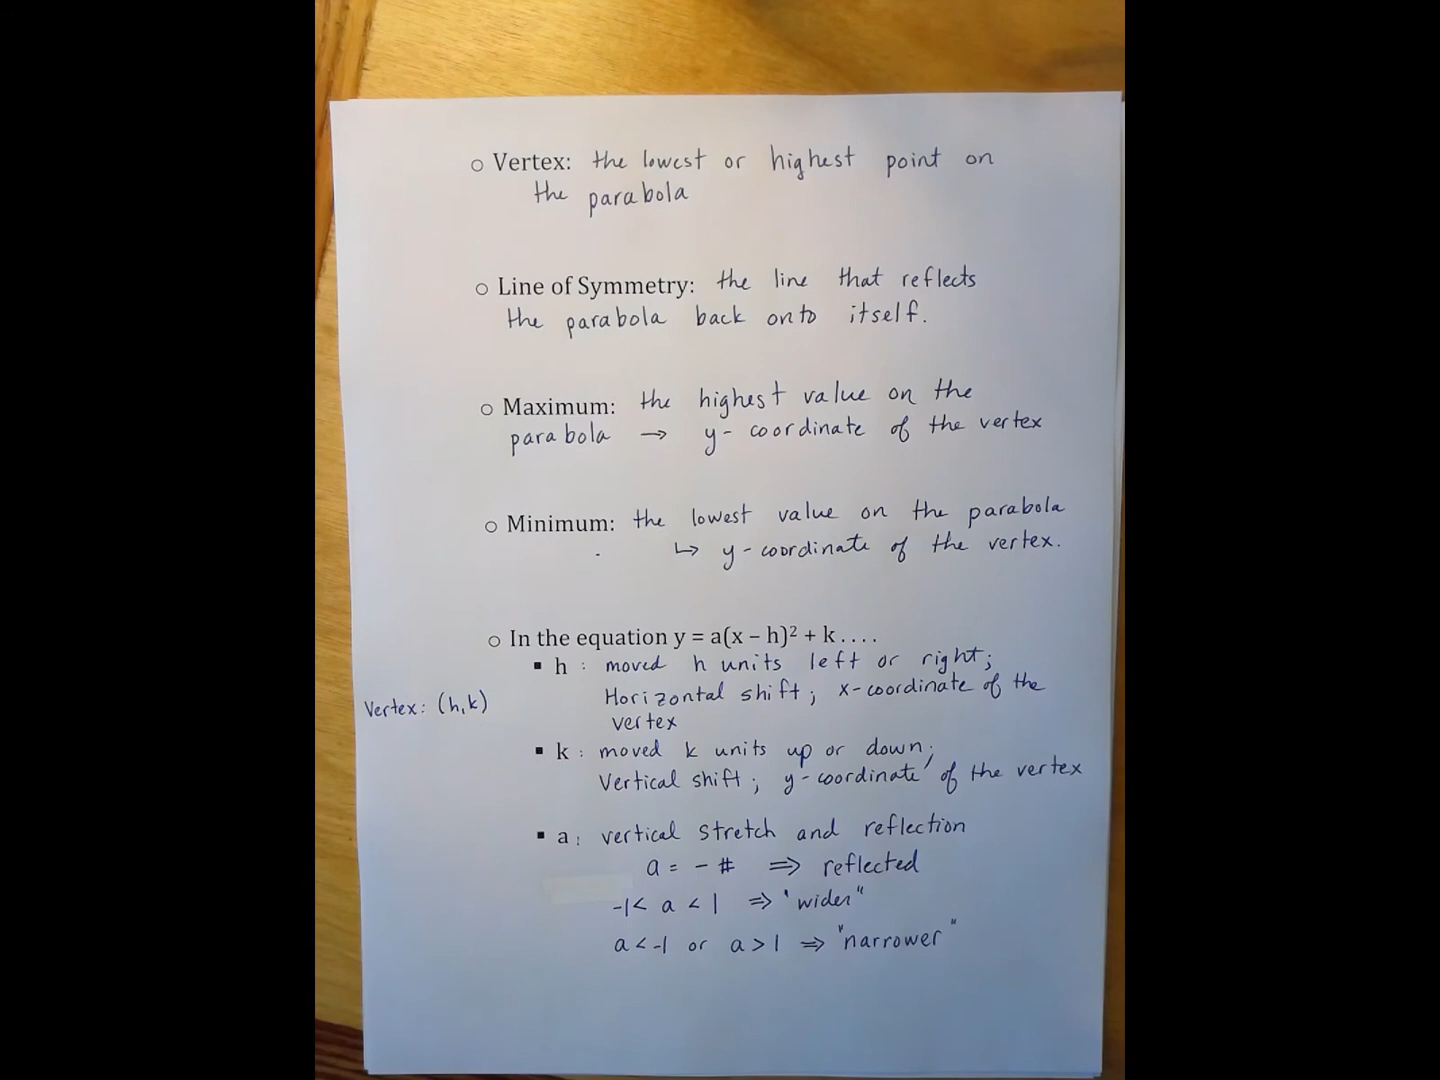 ○ Vertex: the lowest or highest point on
the parabola
○ Line of Symmetry: the line that reflects
the parabola back onto itself.
○ Maximum: the highest value on the
parabola → y-coordinate of the vertex
○ Minimum: the lowest value on the parabola
↳ y-coordinate of the vertex.
○ In the equation y = a(x – h)² + k . . . .
▪ h : moved h units left or right;
Horizontal shift; x-coordinate of the
vertex
Vertex: (h,k)
▪ k : moved k units up or down;
Vertical shift; y-coordinate of the vertex
▪ a : vertical stretch and reflection
a = - # ⇒ reflected
-1< a < 1 ⇒ "wider"
a < -1 or a > 1 ⇒ "narrower"